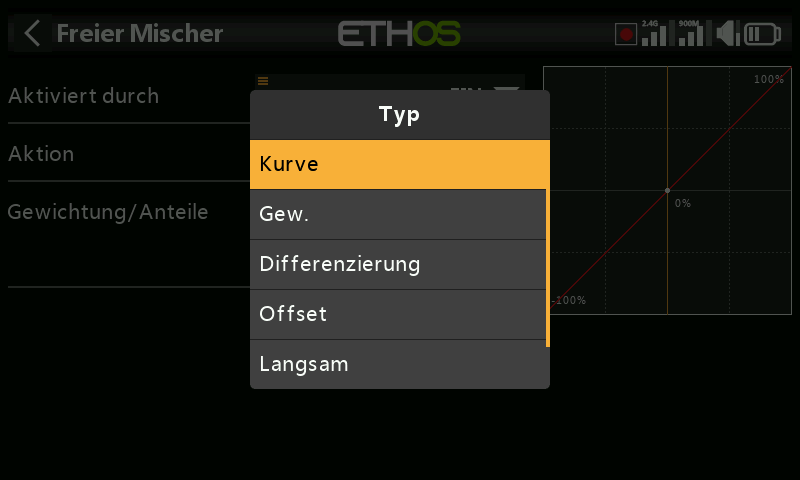 Freier Mischer
ETHOS
2.4G
900M
Aktiviert durch
Aktion
Gewichtung/Anteile
Typ
Kurve
Gew.
Differenzierung
Offset
Langsam
100%
0%
-100%